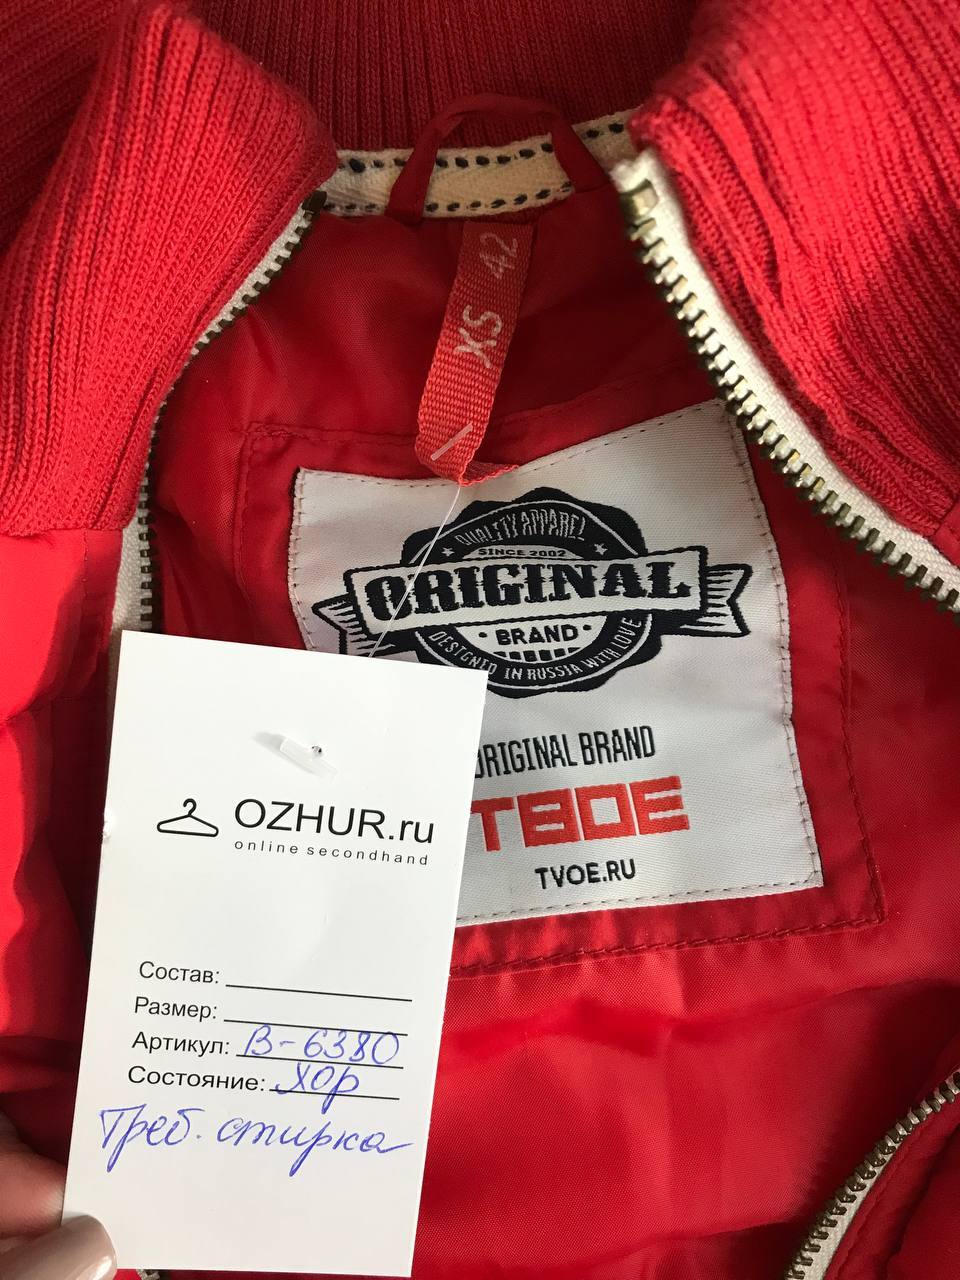 XS 42
QUALITY APPAREL
SINCE 2002
ORIGINAL
BRAND
DESIGNED IN RUSSIA WITH LOVE
ORIGINAL BRAND
ТВОЕ
TVOE.RU
OZHUR.ru
online secondhand
Состав:
Размер:
Артикул: В-6380
Состояние: хор
Треб. стирка